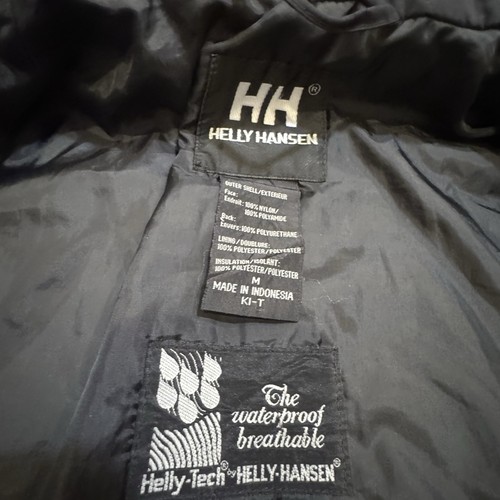 HH®
HELLY HANSEN
OUTER SHELL/EXTERIEUR
Face:
Endroit: 100% NYLON/
100% POLYAMIDE
Back:
Envers: 100% POLYURETHANE
LINING/DOUBLURE:
100% POLYESTER/POLYESTER
INSULATION/ISOLANT:
100% POLYESTER/POLYESTER
M
MADE IN INDONESIA
KI-T
The
waterproof
breathable
Helly-Tech® by HELLY-HANSEN®